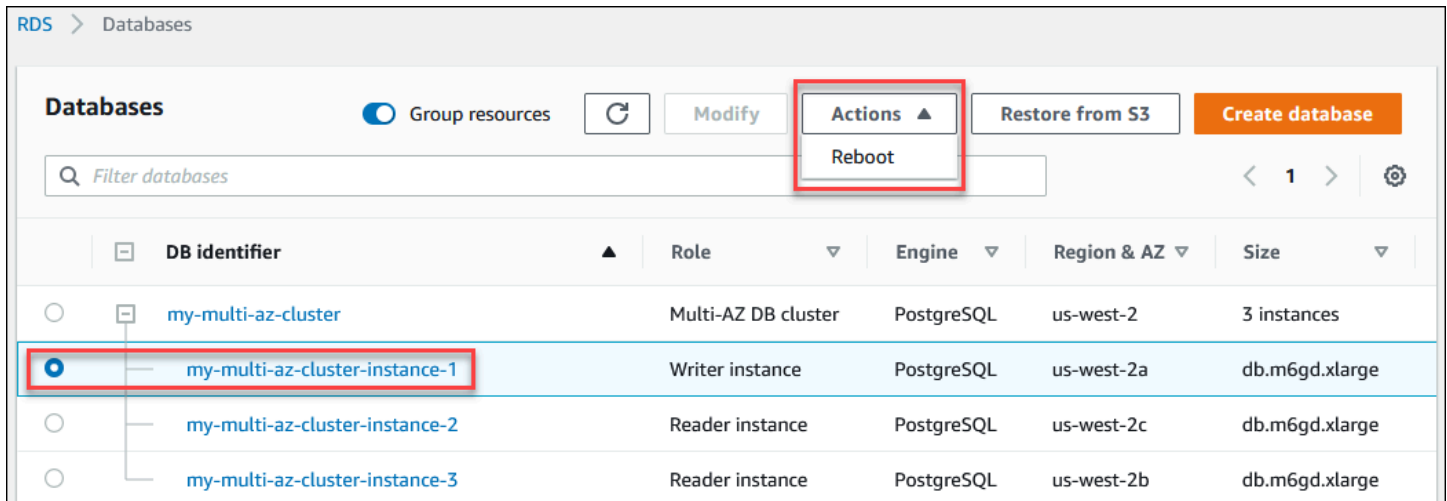 RDS > Databases
Databases Group resources Modify Actions Restore from S3 Create database
Reboot
Filter databases < 1 >
DB identifier Role Engine Region & AZ Size
my-multi-az-cluster Multi-AZ DB cluster PostgreSQL us-west-2 3 instances
my-multi-az-cluster-instance-1 Writer instance PostgreSQL us-west-2a db.m6gd.xlarge
my-multi-az-cluster-instance-2 Reader instance PostgreSQL us-west-2c db.m6gd.xlarge
my-multi-az-cluster-instance-3 Reader instance PostgreSQL us-west-2b db.m6gd.xlarge